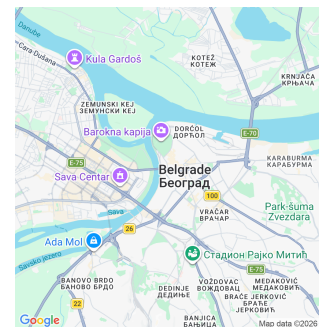 Danube
Cara Dušana
Kula Gardoš
КОТЕŽ
КОТЕЖ
KRNJAČA
КРЊАЧА
ZEMUNSKI KEJ
ЗЕМУНСКИ КЕЈ
Barokna kapija
DORĆOL
ДОРЋОЛ
E-70
E-75
Sava Centar
Belgrade
Београд
KARABURMA
КАРАБУРМА
100
Sava
VRAČAR
ВРАЧАР
Park-šuma
Zvezdara
26
Ada Mol
Savsko jezero
Стадион Рајко Митић
E-75
BANOVO BRDO
БАНОВО БРДО
DEDINJE
ДЕДИЊЕ
VOŽDOVAC
ВОЖДОВАЦ
MEDAKOVIĆ
МЕДАКОВИЋ
BRAĆE JERKOVIĆ
БРАЋЕ
ЈЕРКОВИЋ
BANJICA
БАЊИЦА
Google
Map data ©2026